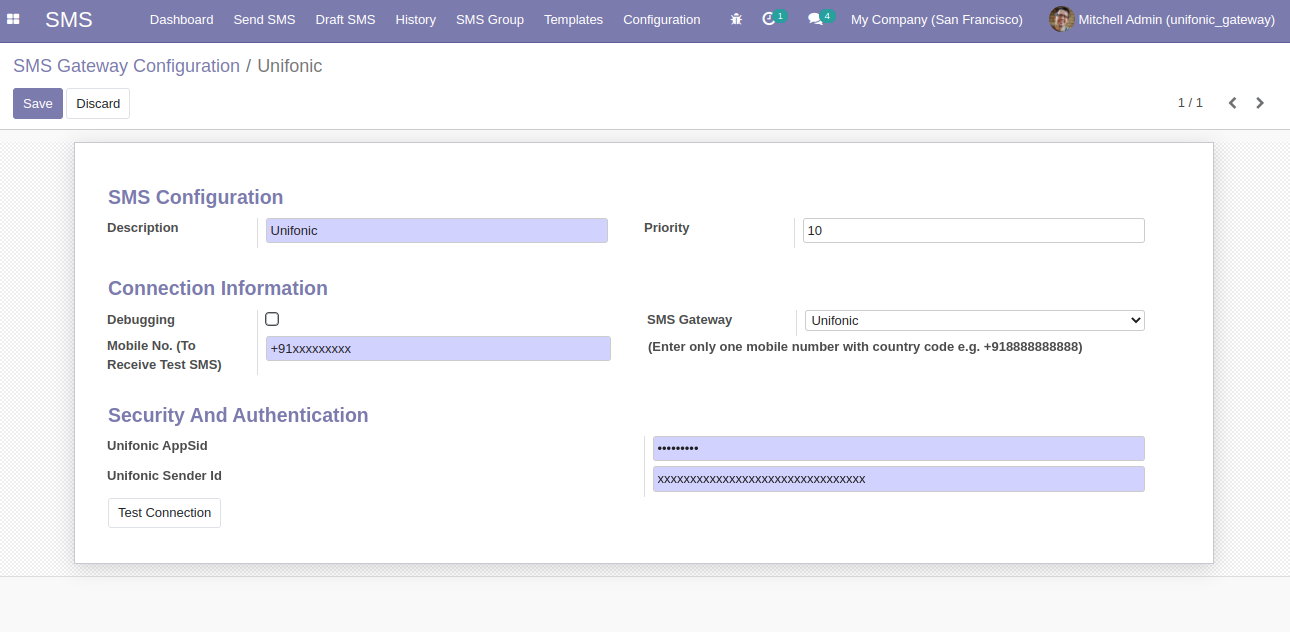 SMS Dashboard Send SMS Draft SMS History SMS Group Templates Configuration 1 4 My Company (San Francisco) Mitchell Admin (unifonic_gateway)
SMS Gateway Configuration / Unifonic
Save Discard 1 / 1
SMS Configuration
Description Unifonic Priority 10
Connection Information
Debugging SMS Gateway Unifonic
Mobile No. (To +91xxxxxxxxx (Enter only one mobile number with country code e.g. +918888888888)
Receive Test SMS)
Security And Authentication
Unifonic AppSid •••••••••
Unifonic Sender Id xxxxxxxxxxxxxxxxxxxxxxxxxxxxxxxx
Test Connection